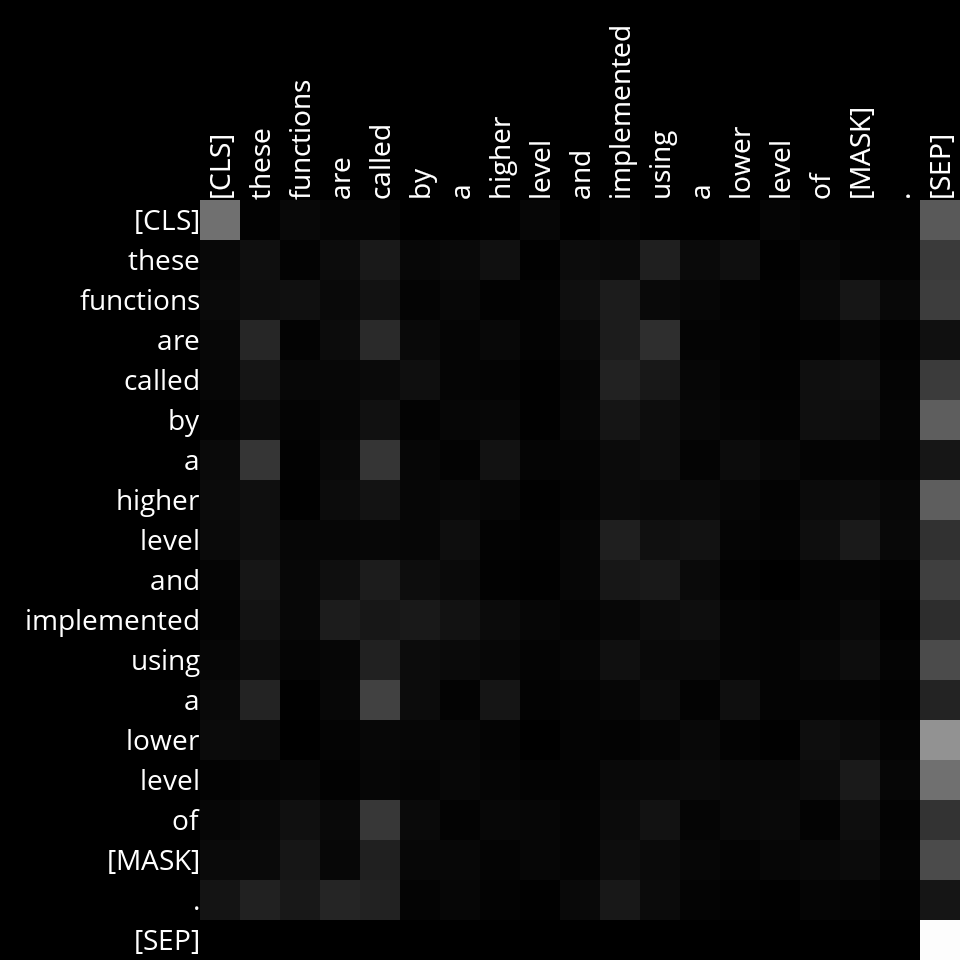 [CLS] these functions are called by a higher level and implemented using a lower level of [MASK] . [SEP]
[CLS]
these
functions
are
called
by
a
higher
level
and
implemented
using
a
lower
level
of
[MASK]
.
[SEP]